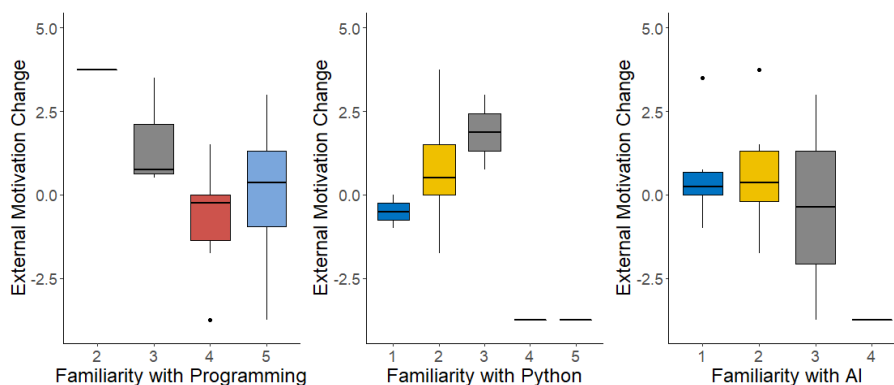 External Motivation Change
5.0
2.5
0.0
-2.5
2 3 4 5
Familiarity with Programming
External Motivation Change
5.0
2.5
0.0
-2.5
1 2 3 4 5
Familiarity with Python
External Motivation Change
5.0
2.5
0.0
-2.5
1 2 3 4
Familiarity with AI